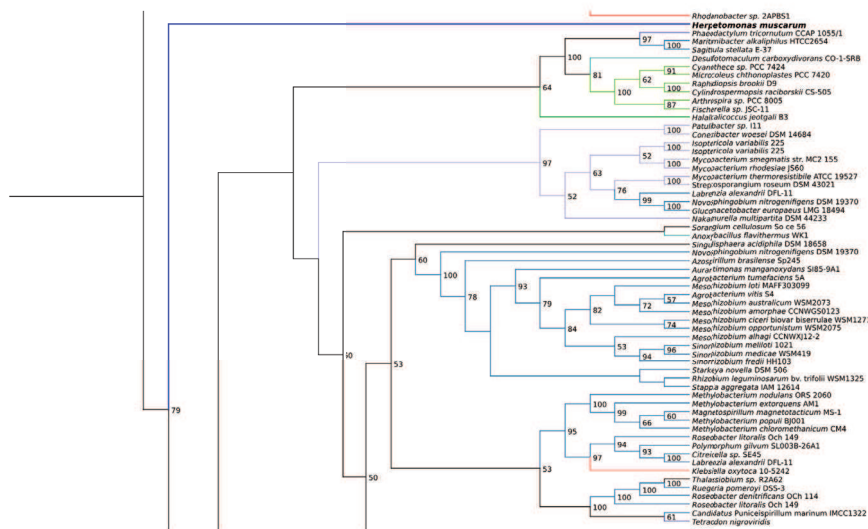 Rhodanobacter sp. 2APBS1
Herpetomonas muscarum
Phaeodactylum tricornutum CCAP 1055/1
97
Maritimibacter alkaliphilus HTCC2654
100
Sagittula stellata E-37
100
Desulfotomaculum carboxydivorans CO-1-SRB
81
Cyanothece sp. PCC 7424
91
Microcoleus chthonoplastes PCC 7420
62
Raphidiopsis brookii D9
64
100
100
Cylindrospermopsis raciborskii CS-505
Arthrospira sp. PCC 8005
87
Fischerella sp. JSC-11
Halalkalicoccus jeotgali B3
Patulibacter sp. I11
100
Conexibacter woesei DSM 14684
Isoptericola variabilis 225
100
Isoptericola variabilis 225
52
Mycobacterium smegmatis str. MC2 155
97
100
Mycobacterium rhodesiae JS60
63
Mycobacterium thermoresistibile ATCC 19527
100
Streptosporangium roseum DSM 43021
76
Labrenzia alexandrii DFL-11
52
99
Novosphingobium nitrogenifigens DSM 19370
100
Gluconacetobacter europaeus LMG 18494
Nakamurella multipartita DSM 44233
Sorangium cellulosum So ce 56
Anoxybacillus flavithermus WK1
Singulisphaera acidiphila DSM 18658
60
Novosphingobium nitrogenifigens DSM 19370
100
Azospirillum brasilense Sp245
Aurantimonas manganoxydans SI85-9A1
93
Agrobacterium tumefaciens 5A
78
Mesorhizobium loti MAFF303099
79
Agrobacterium vitis S4
57
82
72
Mesorhizobium australicum WSM2073
Mesorhizobium amorphae CCNWGS0123
Mesorhizobium ciceri biovar biserrulae WSM1271
84
74
Mesorhizobium opportunistum WSM2075
Mesorhizobium alhagi CCNWXJ12-2
53
Sinorhizobium meliloti 1021
96
50
94
Sinorhizobium medicae WSM419
53
Sinorhizobium fredii HH103
Starkeya novella DSM 506
Rhizobium leguminosarum bv. trifolii WSM1325
Stappia aggregata IAM 12614
Methylobacterium nodulans ORS 2060
100
Methylobacterium extorquens AM1
79
99
Magnetospirillum magnetotacticum MS-1
60
66
Methylobacterium populi BJ001
95
Methylobacterium chloromethanicum CM4
Roseobacter litoralis Och 149
94
Polymorphum gilvum SL003B-26A1
93
Citreicella sp. SE45
97
100
Labrenzia alexandrii DFL-11
53
Klebsiella oxytoca 10-5242
50
Thalassiobium sp. R2A62
100
100
Ruegeria pomeroyi DSS-3
100
Roseobacter denitrificans OCh 114
100
Roseobacter litoralis Och 149
Candidatus Puniceispirillum marinum IMCC1322
61
Tetraodon nigroviridis